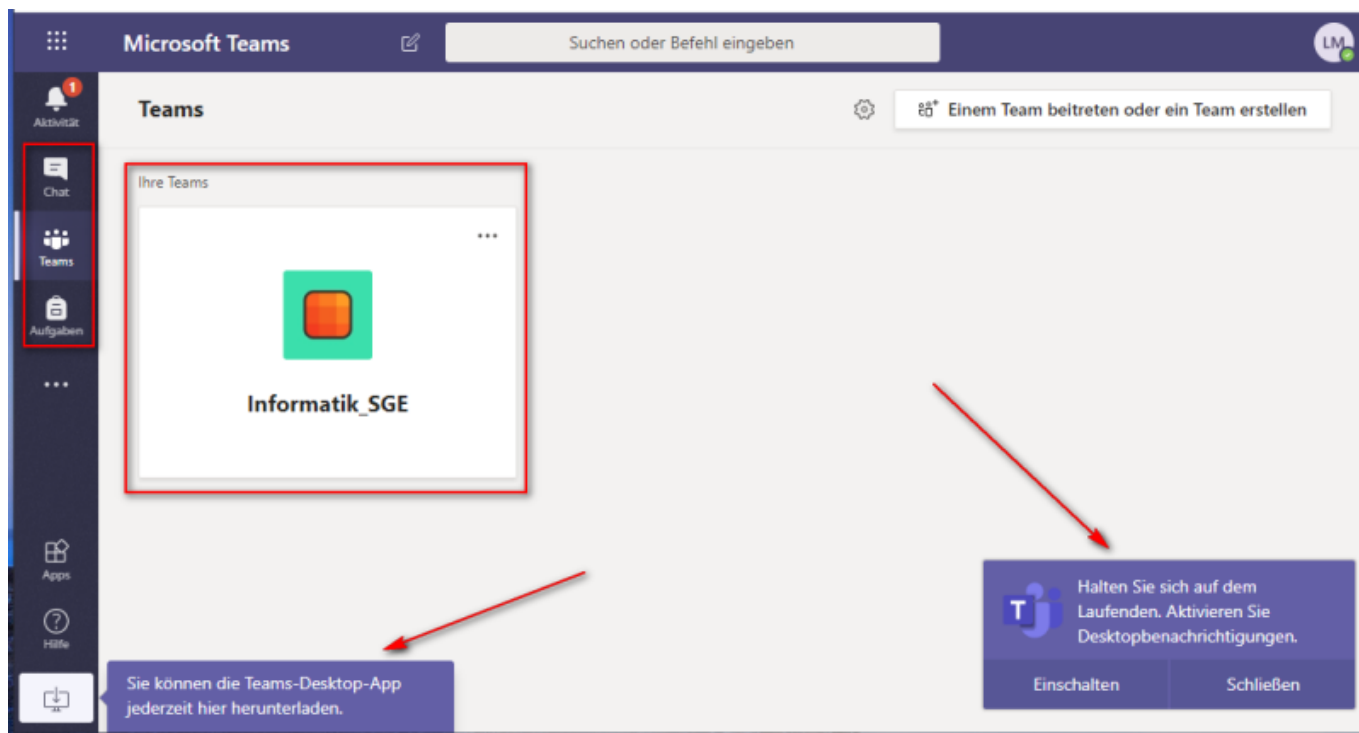 Microsoft Teams
Suchen oder Befehl eingeben
LM
1
Aktivität
Teams
Einem Team beitreten oder ein Team erstellen
Chat
Ihre Teams
Teams
Aufgaben
Informatik_SGE
Apps
Hilfe
Halten Sie sich auf dem
Laufenden. Aktivieren Sie
Desktopbenachrichtigungen.
T
Einschalten
Schließen
Sie können die Teams-Desktop-App
jederzeit hier herunterladen.